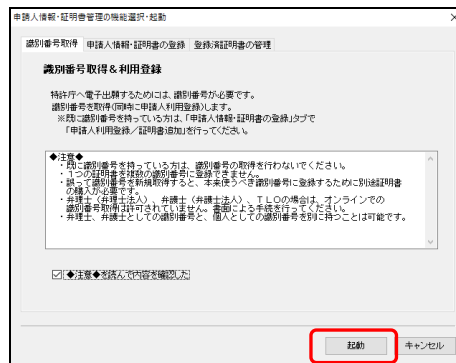 申請人情報・証明書管理の機能選択・起動
識別番号取得 申請人情報・証明書の登録 登録済証明書の管理
識別番号取得&利用登録
特許庁へ電子出願するためには、識別番号が必要です。
識別番号を取得(同時に申請人利用登録)します。
※既に識別番号を持っている方は、「申請人情報・証明書の登録」タブで
「申請人利用登録/証明書追加」を行ってください。
◆注意◆
・既に識別番号を持っている方は、識別番号の取得を行わないでください。
・1つの証明書を複数の識別番号に登録できません。
・誤って識別番号を新規取得すると、本来使うべき識別番号に登録するために別途証明書
の購入が必要です。
・弁理士(弁理士法人)、弁護士(弁護士法人)、TLOの場合は、オンラインでの
識別番号取得は許可されていません。書面による手続を行ってください。
・弁理士、弁護士としての識別番号と、個人としての識別番号を別に持つことは可能です。
◆注意◆を読んで内容を確認した
起動 キャンセル